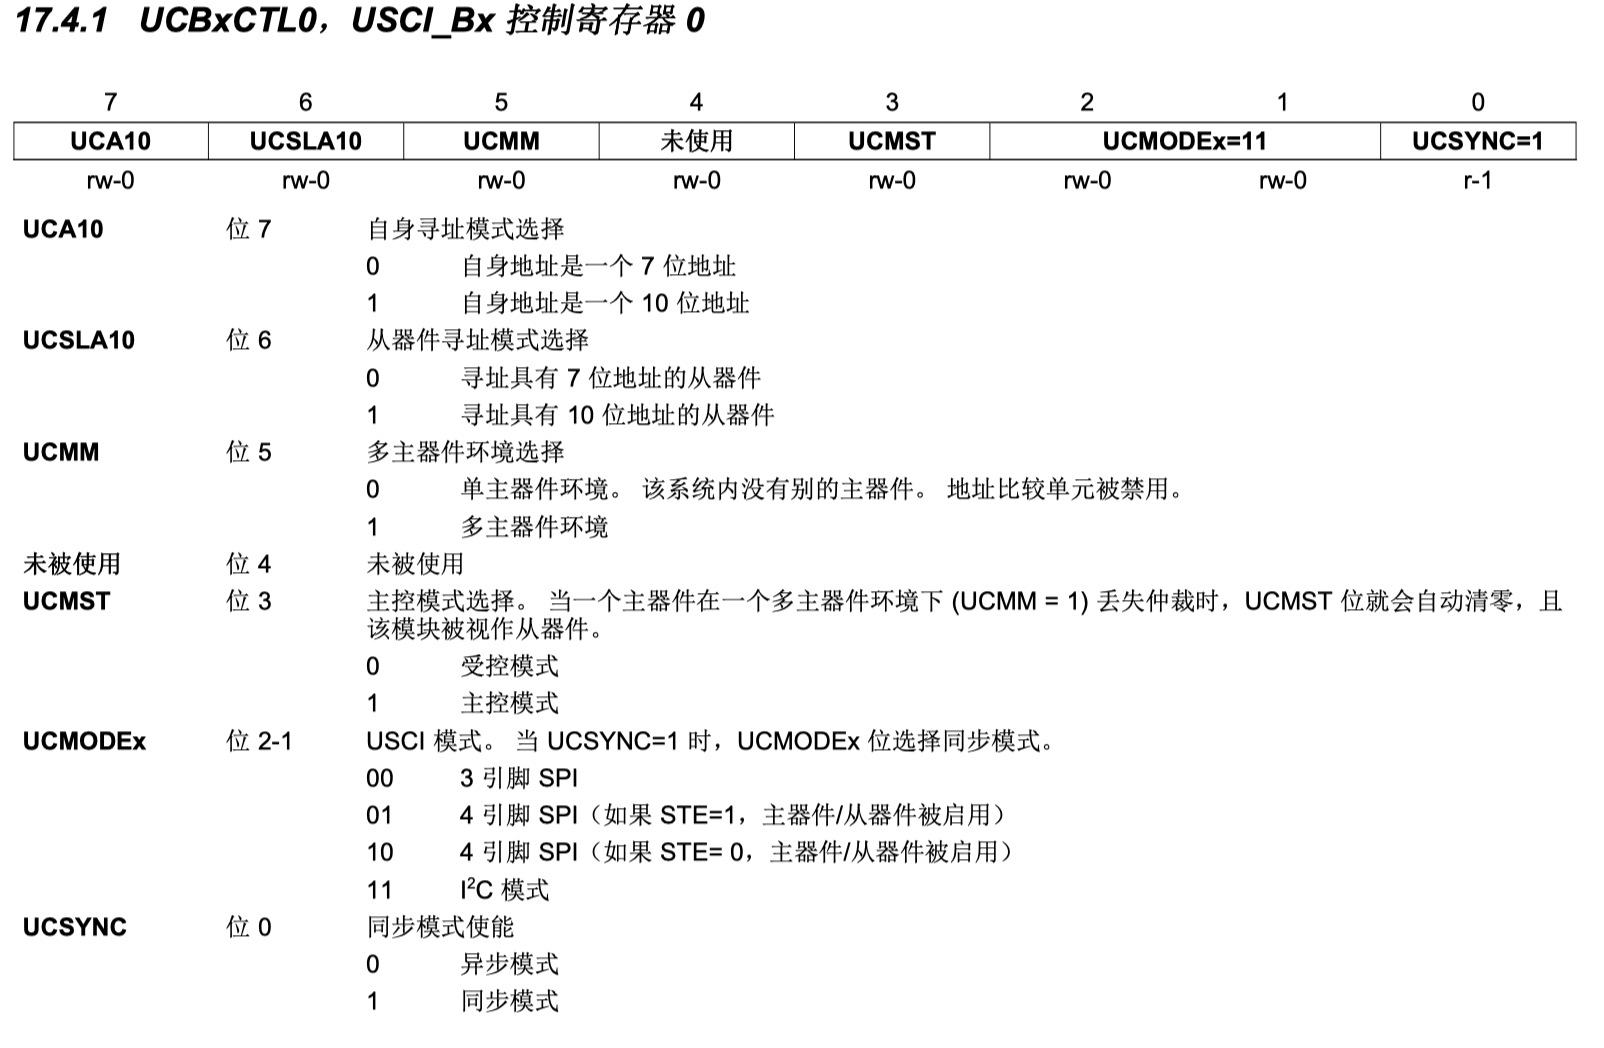 17.4.1 UCBxCTL0，USCI_Bx 控制寄存器 0
7 6 5 4 3 2 1 0
UCA10 UCSLA10 UCMM 未使用 UCMST UCMODEx=11 UCSYNC=1
rw-0 rw-0 rw-0 rw-0 rw-0 rw-0 rw-0 r-1
UCA10 位 7 自身寻址模式选择
0 自身地址是一个 7 位地址
1 自身地址是一个 10 位地址
UCSLA10 位 6 从器件寻址模式选择
0 寻址具有 7 位地址的从器件
1 寻址具有 10 位地址的从器件
UCMM 位 5 多主器件环境选择
0 单主器件环境。 该系统内没有别的主器件。 地址比较单元被禁用。
1 多主器件环境
未被使用 位 4 未被使用
UCMST 位 3 主控模式选择。 当一个主器件在一个多主器件环境下 (UCMM = 1) 丢失仲裁时，UCMST 位就会自动清零，且
该模块被视作从器件。
0 受控模式
1 主控模式
UCMODEx 位 2-1 USCI 模式。 当 UCSYNC=1 时，UCMODEx 位选择同步模式。
00 3 引脚 SPI
01 4 引脚 SPI（如果 STE=1，主器件/从器件被启用）
10 4 引脚 SPI（如果 STE= 0，主器件/从器件被启用）
11 I²C 模式
UCSYNC 位 0 同步模式使能
0 异步模式
1 同步模式